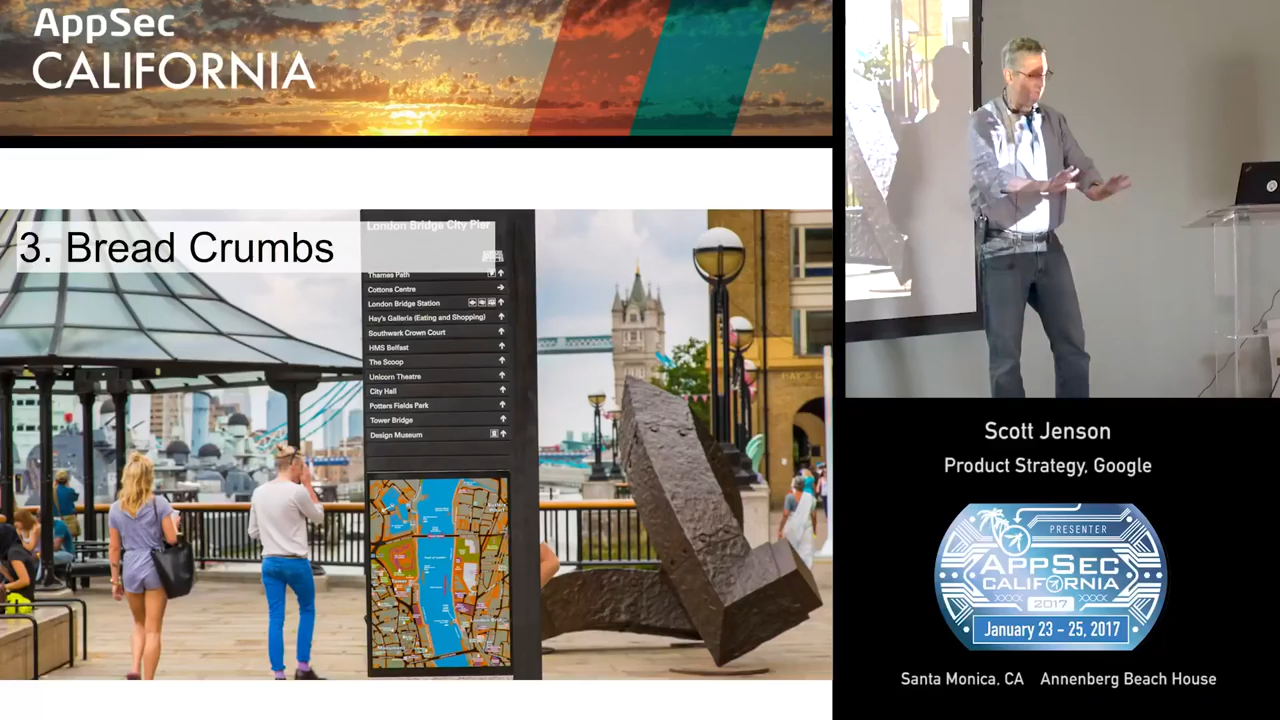 AppSec
CALIFORNIA
3. Bread Crumbs
London Bridge City Pier
Thames Path
Cottons Centre
London Bridge Station
Hay's Galleria (Eating and Shopping)
Southwark Crown Court
HMS Belfast
The Scoop
Unicorn Theatre
City Hall
Potters Fields Park
Tower Bridge
Design Museum
Scott Jenson
Product Strategy, Google
PRESENTER
APPSEC
CALIFORNIA
2017
January 23 - 25, 2017
Santa Monica, CA Annenberg Beach House